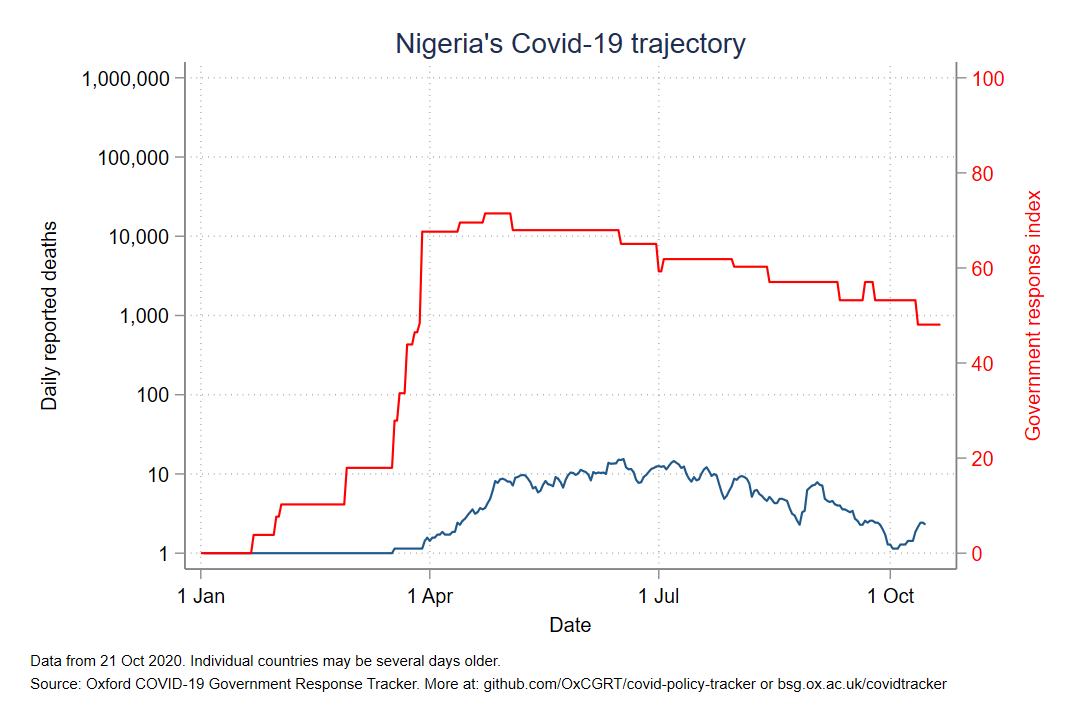 Nigeria's Covid-19 trajectory
1,000,000
100,000
10,000
1,000
100
10
1
Daily reported deaths
100
80
60
40
20
0
Government response index
1 Jan
1 Apr
1 Jul
1 Oct
Date
Data from 21 Oct 2020. Individual countries may be several days older.
Source: Oxford COVID-19 Government Response Tracker. More at: github.com/OxCGRT/covid-policy-tracker or bsg.ox.ac.uk/covidtracker